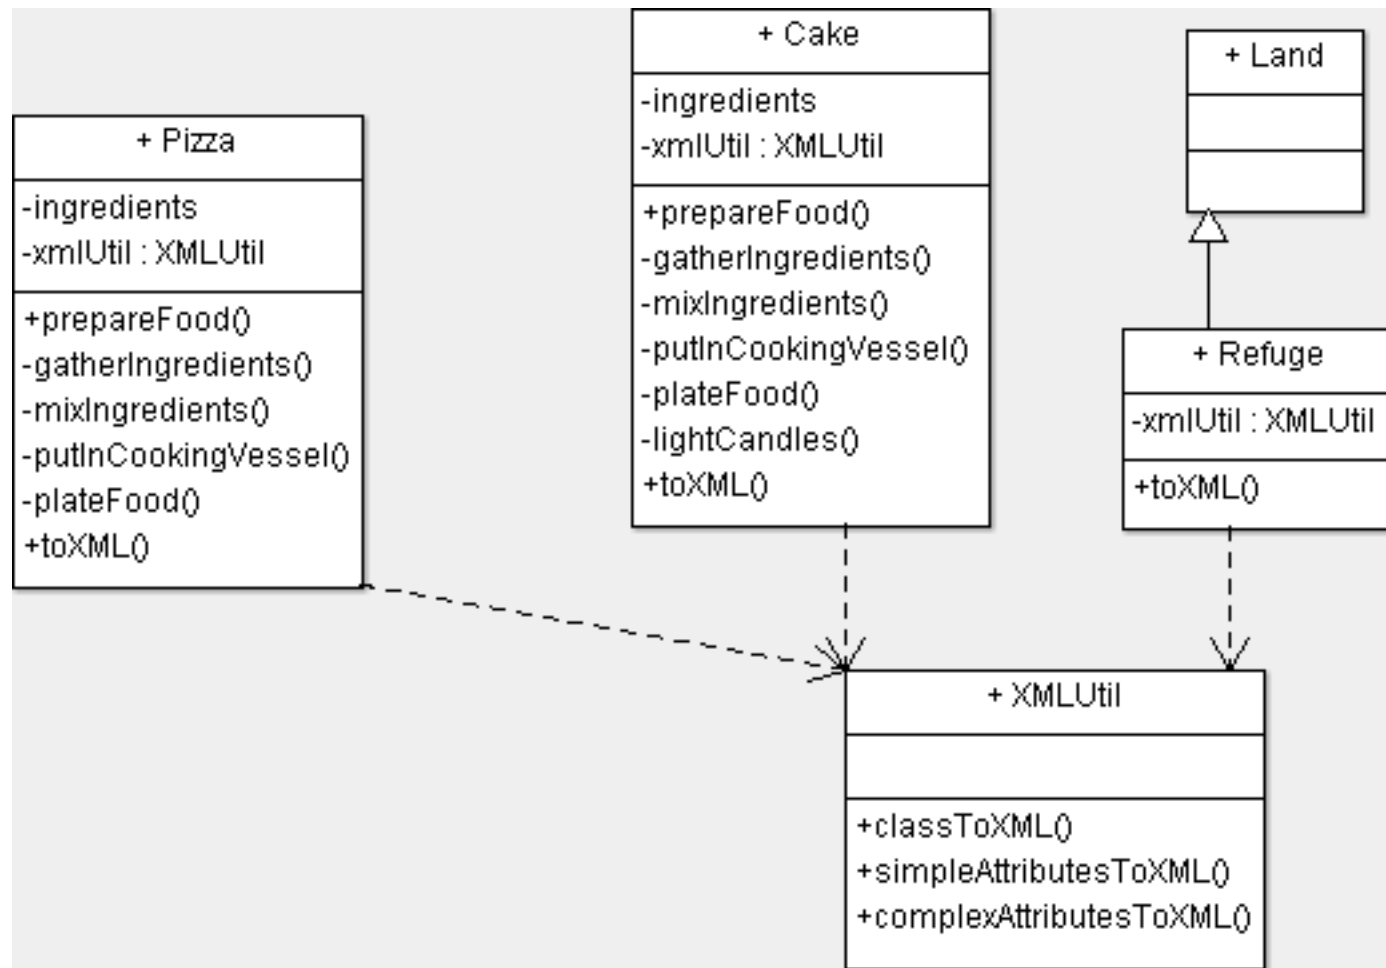 + Cake
-ingredients
-xmlUtil : XMLUtil
+prepareFood()
-gatherIngredients()
-mixIngredients()
-putInCookingVessel()
-plateFood()
-lightCandles()
+toXML()
+ Land
+ Pizza
-ingredients
-xmlUtil : XMLUtil
+prepareFood()
-gatherIngredients()
-mixIngredients()
-putInCookingVessel()
-plateFood()
+toXML()
+ Refuge
-xmlUtil : XMLUtil
+toXML()
+ XMLUtil
+classToXML()
+simpleAttributesToXML()
+complexAttributesToXML()